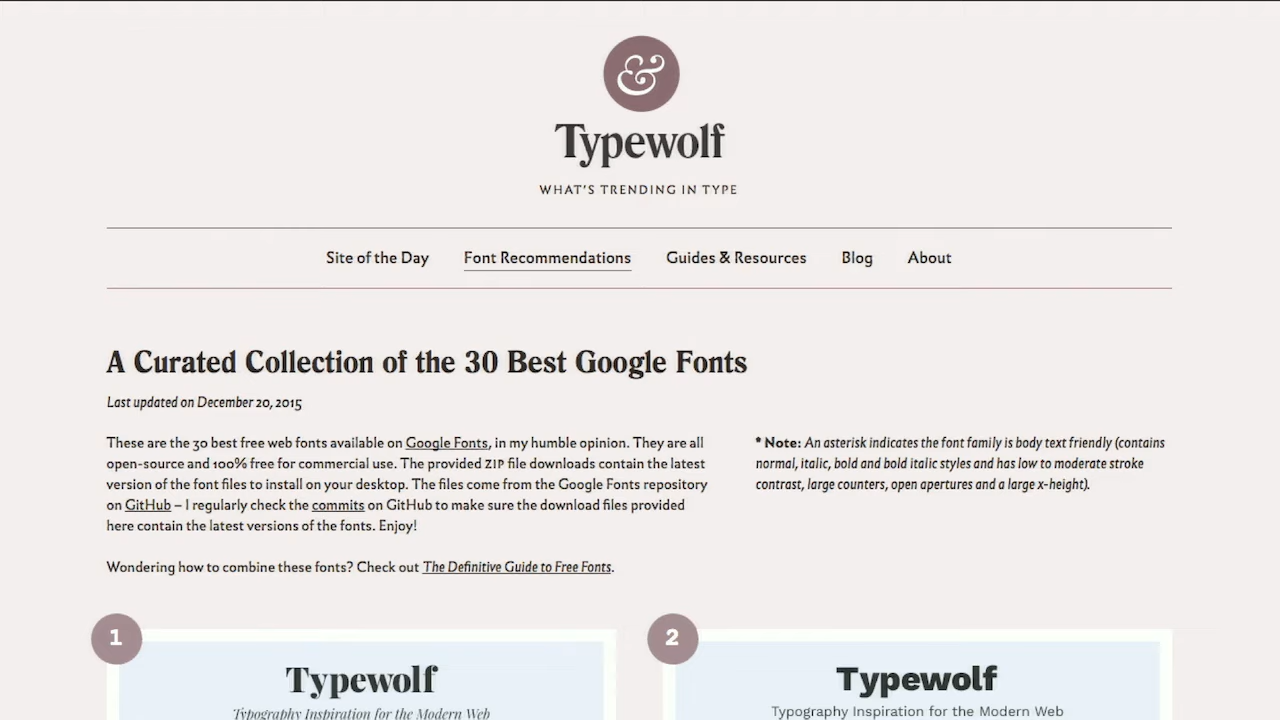 &
Typewolf
WHAT'S TRENDING IN TYPE
Site of the Day Font Recommendations Guides & Resources Blog About
A Curated Collection of the 30 Best Google Fonts
Last updated on December 20, 2015
These are the 30 best free web fonts available on Google Fonts, in my humble opinion. They are all
open-source and 100% free for commercial use. The provided ZIP file downloads contain the latest
version of the font files to install on your desktop. The files come from the Google Fonts repository
on GitHub – I regularly check the commits on GitHub to make sure the download files provided
here contain the latest versions of the fonts. Enjoy!
Wondering how to combine these fonts? Check out The Definitive Guide to Free Fonts.
* Note: An asterisk indicates the font family is body text friendly (contains
normal, italic, bold and bold italic styles and has low to moderate stroke
contrast, large counters, open apertures and a large x-height).
1
Typewolf
Typography Inspiration for the Modern Web
2
Typewolf
Typography Inspiration for the Modern Web